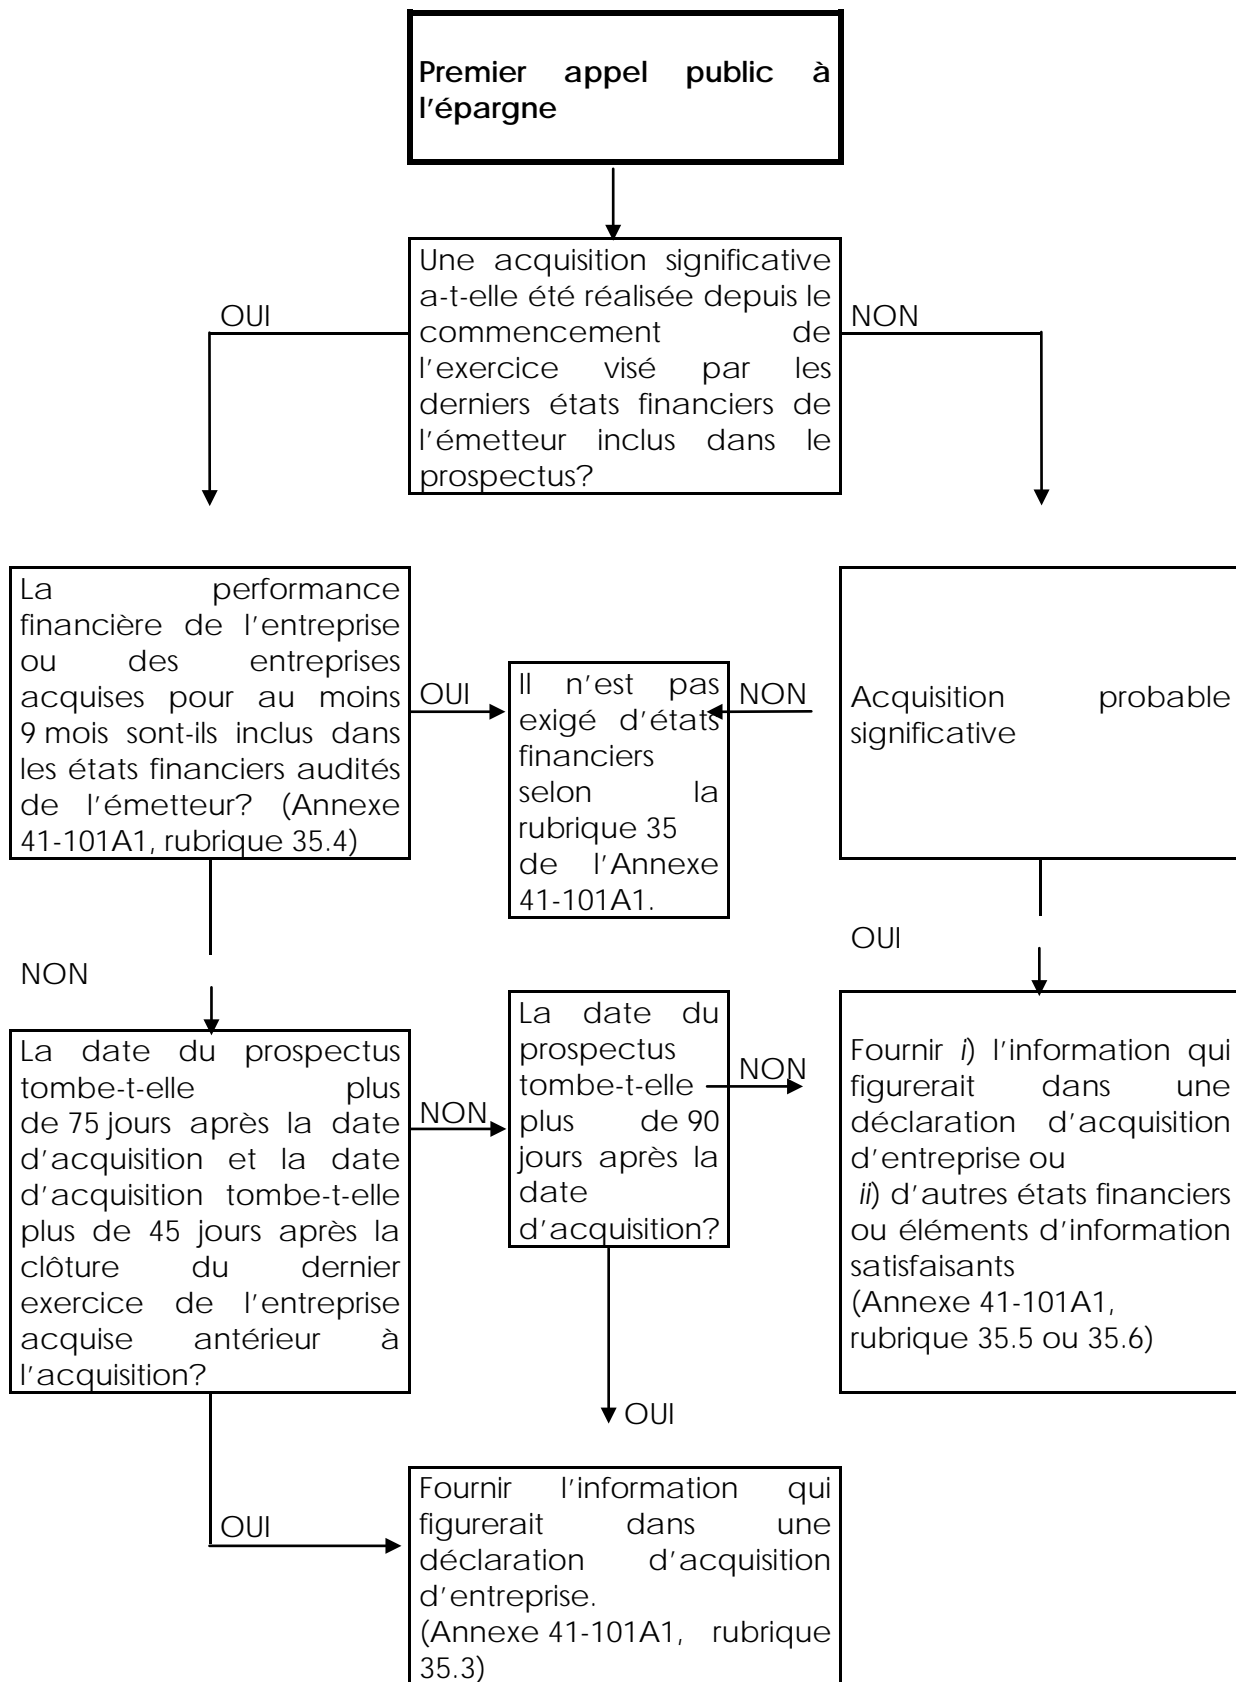 Premier appel public à
l'épargne
Une acquisition significative
a-t-elle été réalisée depuis le
commencement de
l'exercice visé par les
derniers états financiers de
l'émetteur inclus dans le
prospectus?
OUI
NON
La performance
financière de l'entreprise
ou des entreprises
acquises pour au moins
9 mois sont-ils inclus dans
les états financiers audités
de l'émetteur? (Annexe
41-101A1, rubrique 35.4)
OUI
Il n'est pas
exigé d'états
financiers
selon la
rubrique 35
de l'Annexe
41-101A1.
NON
Acquisition probable
significative
NON
OUI
La date du prospectus
tombe-t-elle plus
de 75 jours après la date
d'acquisition et la date
d'acquisition tombe-t-elle
plus de 45 jours après la
clôture du dernier
exercice de l'entreprise
acquise antérieur à
l'acquisition?
NON
La date du
prospectus
tombe-t-elle
plus de 90
jours après la
date
d'acquisition?
NON
Fournir i) l'information qui
figurerait dans une
déclaration d'acquisition
d'entreprise ou
ii) d'autres états financiers
ou éléments d'information
satisfaisants
(Annexe 41-101A1,
rubrique 35.5 ou 35.6)
OUI
OUI
Fournir l'information qui
figurerait dans une
déclaration d'acquisition
d'entreprise.
(Annexe 41-101A1, rubrique
35.3)